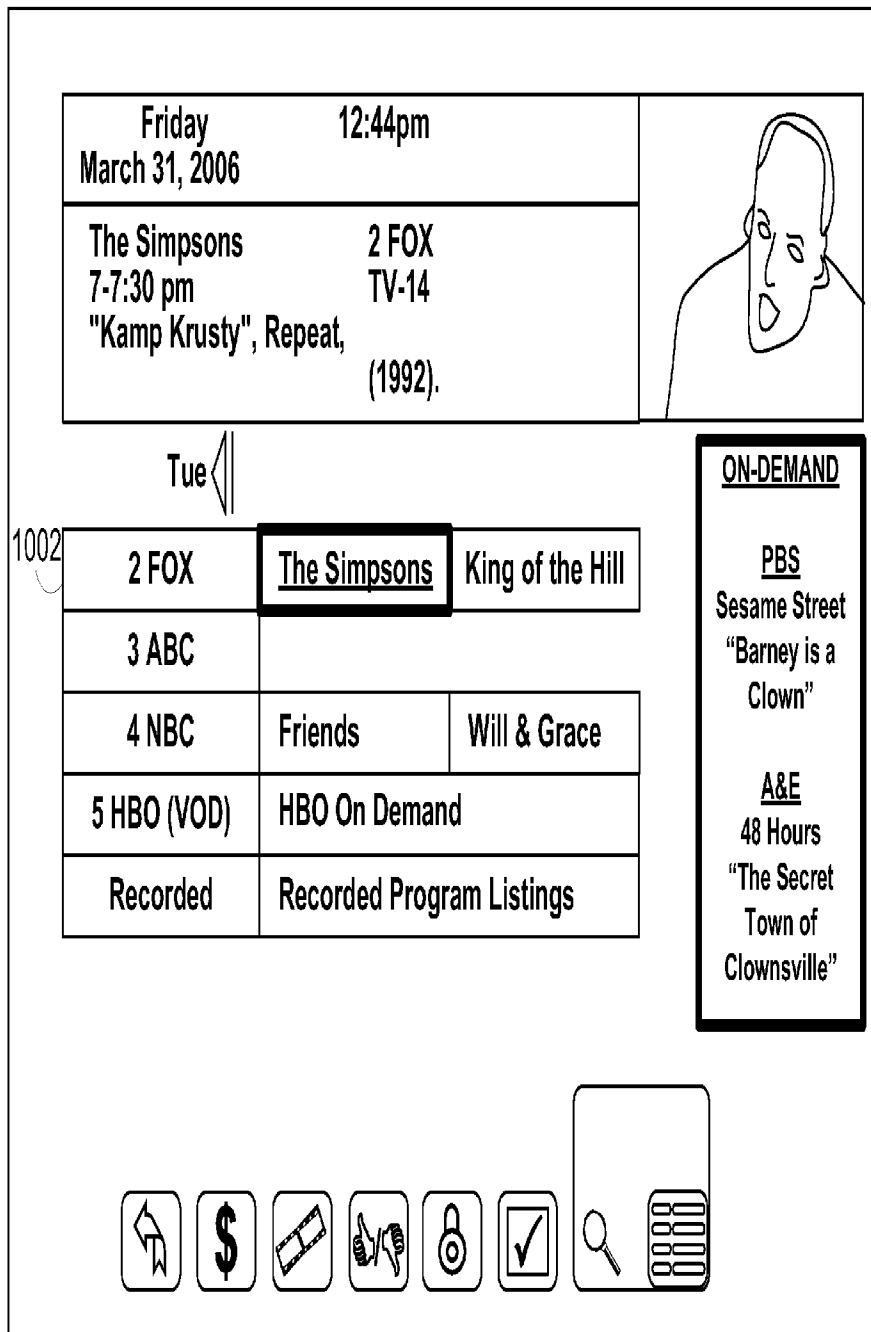 Friday 12:44pm
March 31, 2006
The Simpsons 2 FOX
7-7:30 pm TV-14
"Kamp Krusty", Repeat,
(1992).
Tue
1002
2 FOX The Simpsons King of the Hill
3 ABC
4 NBC Friends Will & Grace
5 HBO (VOD) HBO On Demand
Recorded Recorded Program Listings
ON-DEMAND
PBS
Sesame Street
“Barney is a
Clown”
A&E
48 Hours
“The Secret
Town of
Clownsville”
$